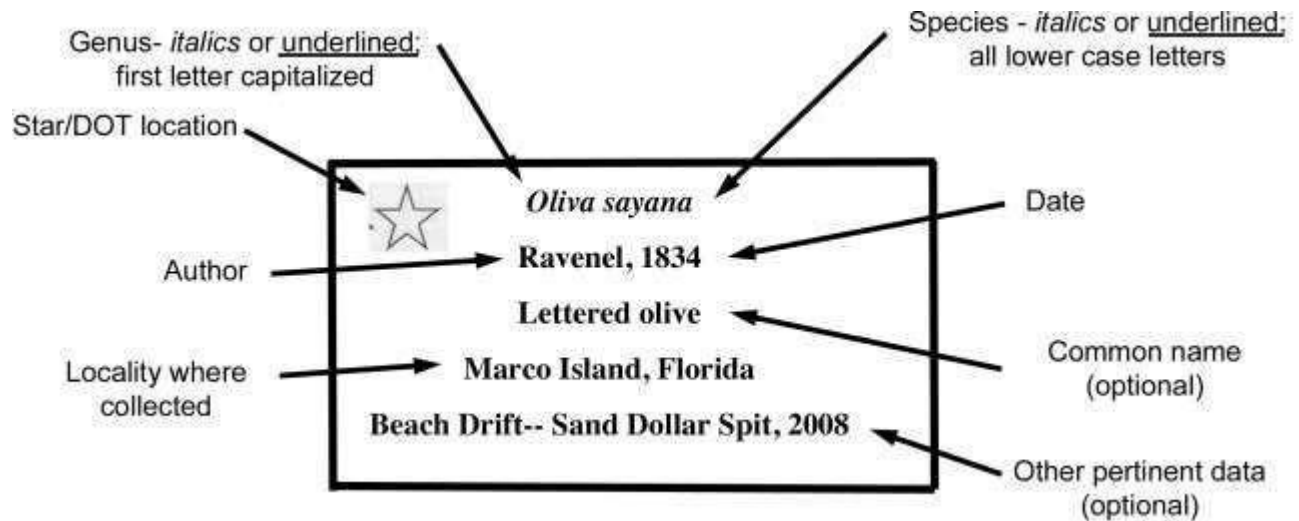 Genus- italics or underlined;
first letter capitalized
Species - italics or underlined;
all lower case letters
Star/DOT location
Oliva sayana
Date
Author
Ravenel, 1834
Lettered olive
Common name
(optional)
Locality where
collected
Marco Island, Florida
Beach Drift-- Sand Dollar Spit, 2008
Other pertinent data
(optional)